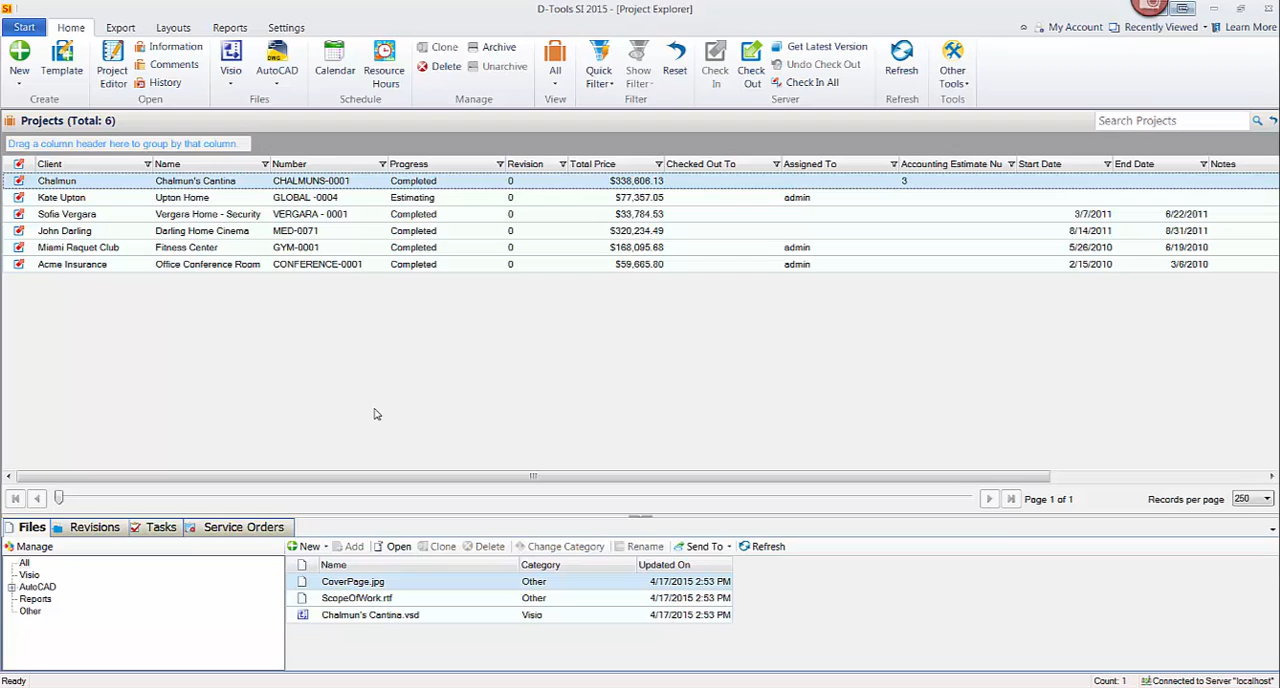 SI D-Tools SI 2015 - [Project Explorer]
Start Home Export Layouts Reports Settings My Account Recently Viewed Learn More
New Template Project Editor Information Comments History Visio AutoCAD Calendar Resource Hours Clone Delete Archive Unarchive All Quick Filter Show Filter Reset Check In Check Out Get Latest Version Undo Check Out Check In All Refresh Other Tools
Create Open Files Schedule Manage View Filter Server Refresh Tools
Projects (Total: 6) Search Projects
Drag a column header here to group by that column.
Client Name Number Progress Revision Total Price Checked Out To Assigned To Accounting Estimate Nu Start Date End Date Notes
Chalmun Chalmun's Cantina CHALMUNS-0001 Completed 0 $338,606.13 3
Kate Upton Upton Home GLOBAL -0004 Estimating 0 $77,357.05 admin
Sofia Vergara Vergara Home - Security VERGARA - 0001 Completed 0 $33,784.53 3/7/2011 6/22/2011
John Darling Darling Home Cinema MED-0071 Completed 0 $320,234.49 8/14/2011 8/31/2011
Miami Raquet Club Fitness Center GYM-0001 Completed 0 $168,095.68 admin 5/26/2010 6/19/2010
Acme Insurance Office Conference Room CONFERENCE-0001 Completed 0 $59,665.80 admin 2/15/2010 3/6/2010
Page 1 of 1 Records per page 250
Files Revisions Tasks Service Orders
Manage New Add Open Clone Delete Change Category Rename Send To Refresh
All
Visio
AutoCAD
Reports
Other
Name Category Updated On
CoverPage.jpg Other 4/17/2015 2:53 PM
ScopeOfWork.rtf Other 4/17/2015 2:53 PM
Chalmun's Cantina.vsd Visio 4/17/2015 2:53 PM
Ready Count: 1 Connected to Server "localhost"